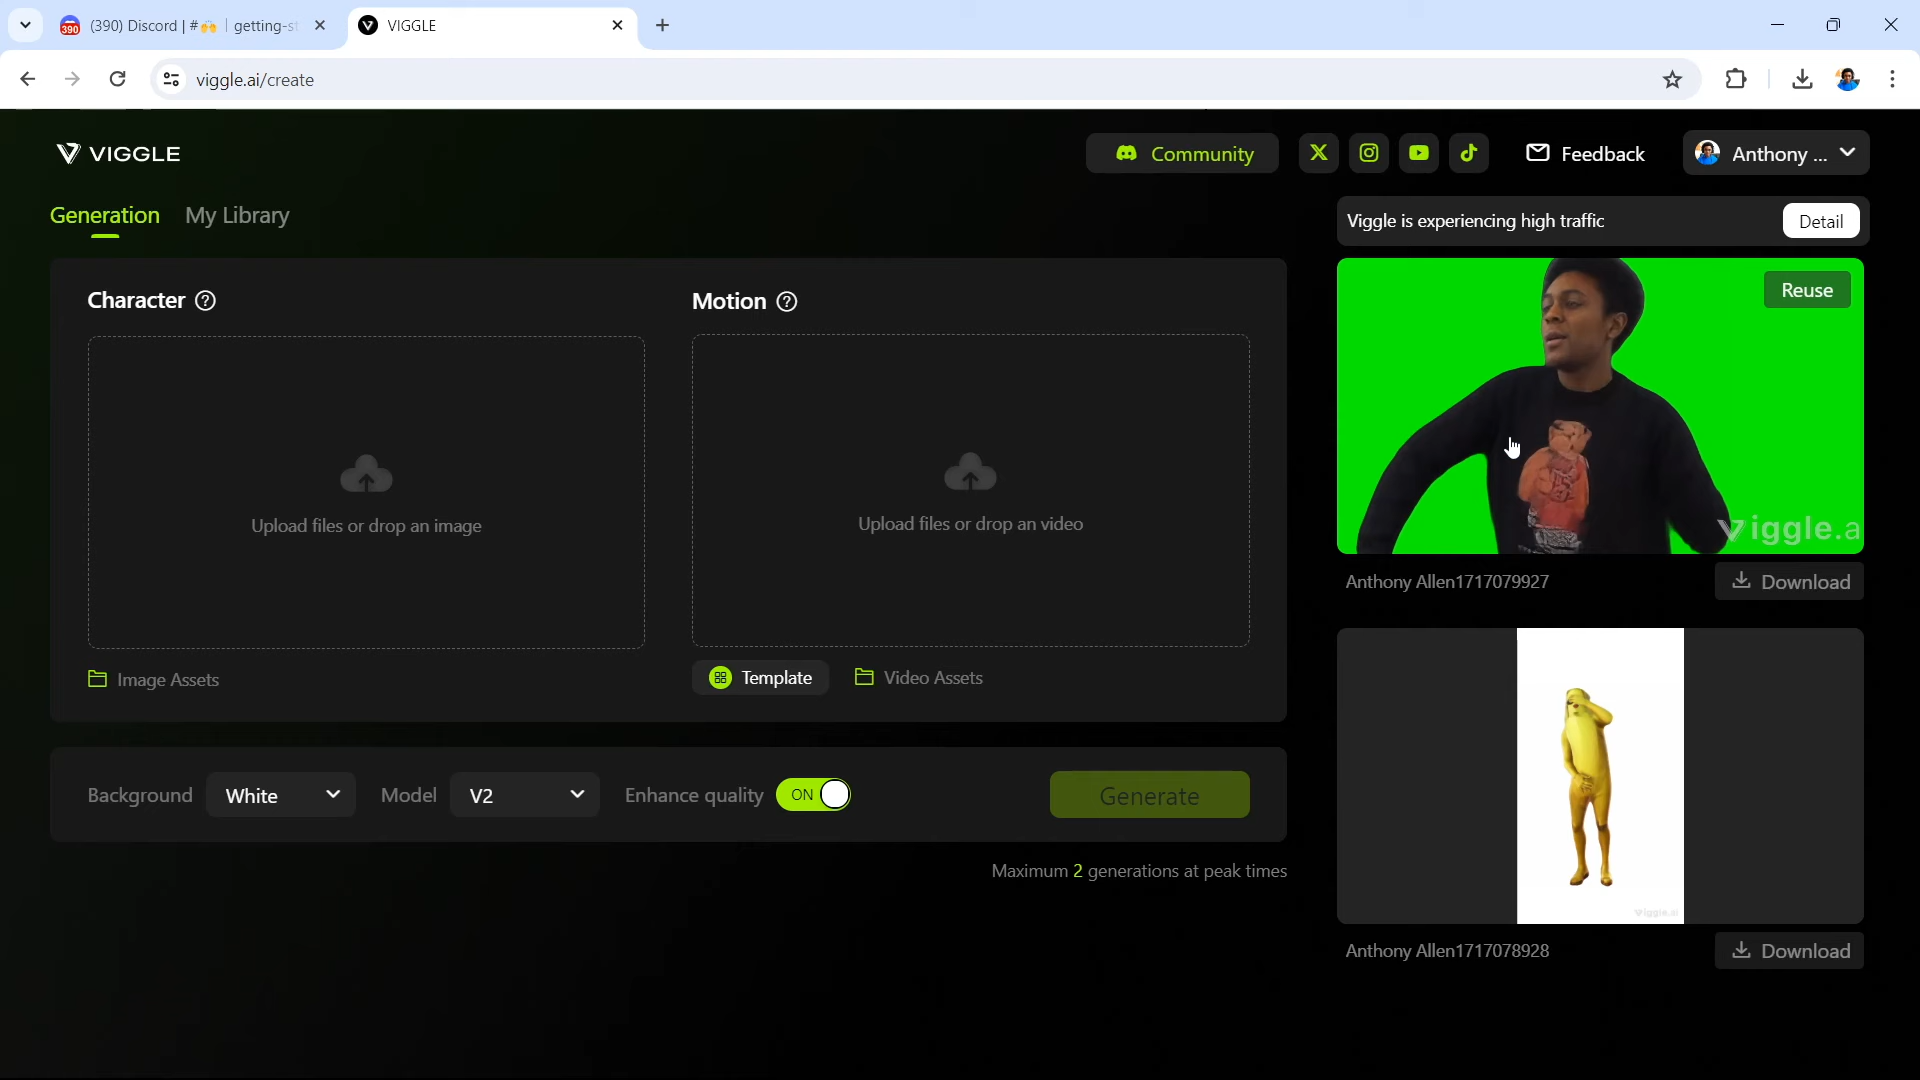 (390) Discord | #🙌 | getting-st
VIGGLE
viggle.ai/create
VIGGLE
Community
Feedback
Anthony ...
Generation
My Library
Viggle is experiencing high traffic
Detail
Character
Motion
Reuse
Upload files or drop an image
Upload files or drop an video
Viggle.a
Anthony Allen1717079927
Download
Image Assets
Template
Video Assets
Background
White
Model
V2
Enhance quality
ON
Generate
Maximum 2 generations at peak times
Viggle.ai
Anthony Allen1717078928
Download